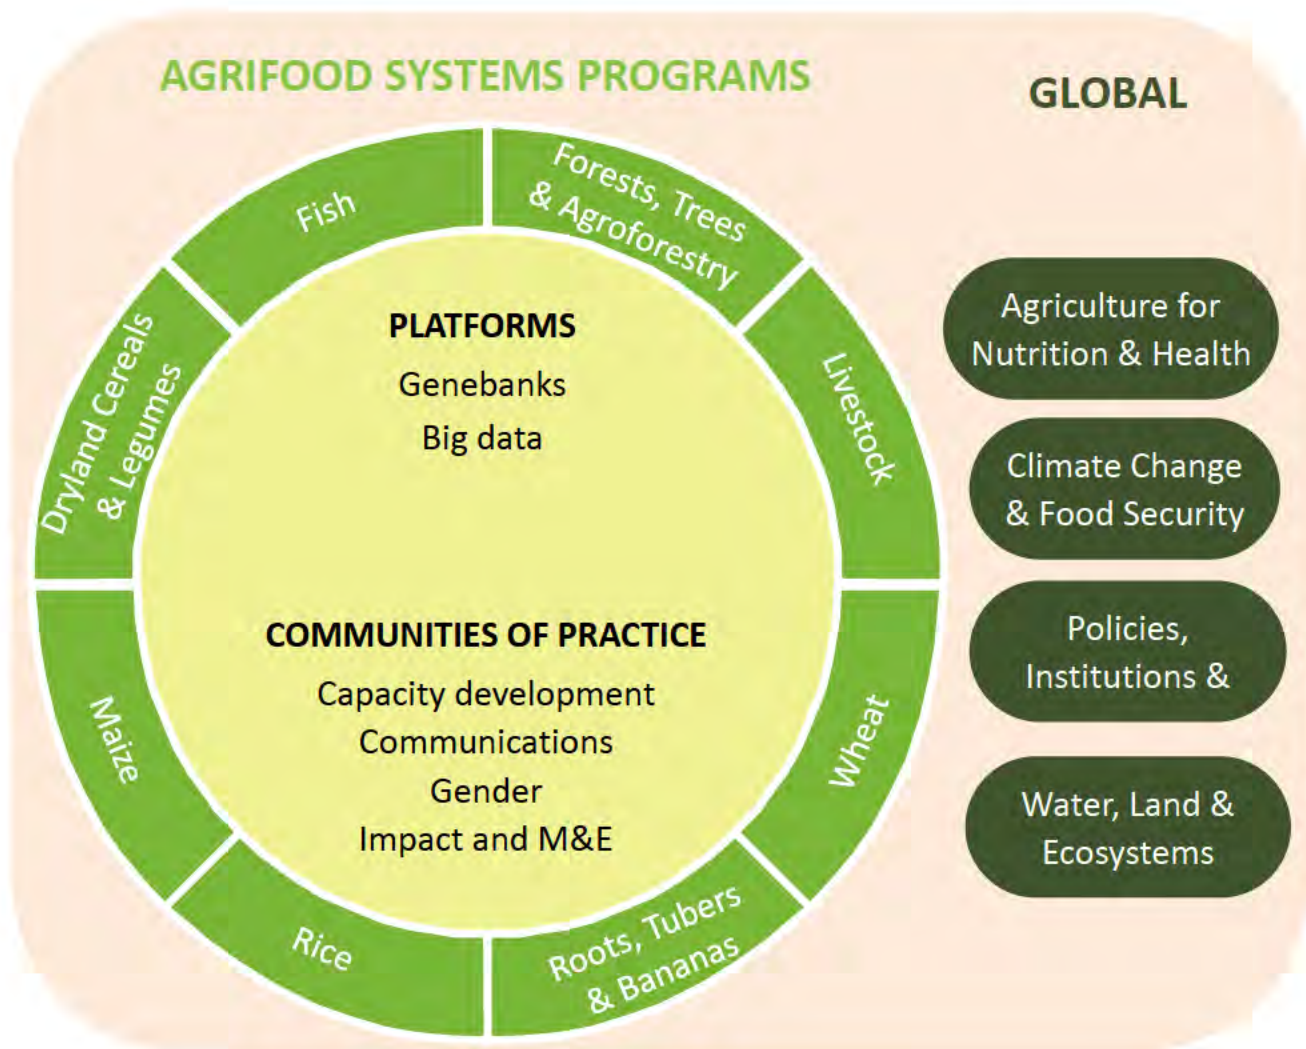 AGRIFOOD SYSTEMS PROGRAMS
GLOBAL
Fish
Forests, Trees
& Agroforestry
Livestock
Wheat
Roots, Tubers
& Bananas
Rice
Maize
Dryland Cereals
& Legumes
PLATFORMS
Genebanks
Big data
COMMUNITIES OF PRACTICE
Capacity development
Communications
Gender
Impact and M&E
Agriculture for
Nutrition & Health
Climate Change
& Food Security
Policies,
Institutions &
Water, Land &
Ecosystems